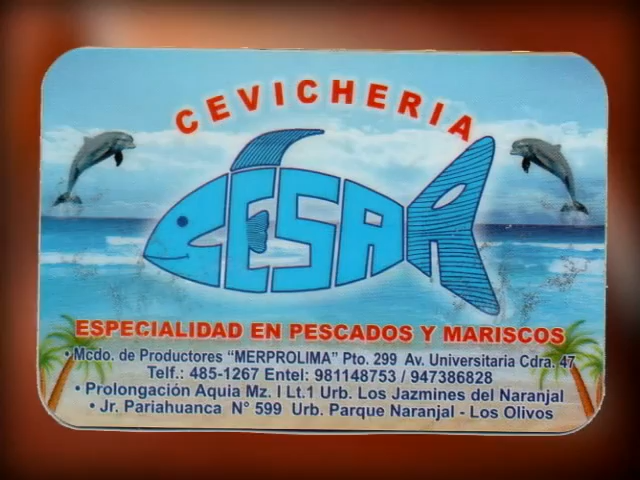 CEVICHERIA
CESAR
ESPECIALIDAD EN PESCADOS Y MARISCOS
• Mcdo. de Productores "MERPROLIMA" Pto. 299 Av. Universitaria Cdra. 47
Telf.: 485-1267 Entel: 981148753 / 947386828
• Prolongación Aquia Mz. I Lt.1 Urb. Los Jazmines del Naranjal
• Jr. Pariahuanca N° 599 Urb. Parque Naranjal - Los Olivos